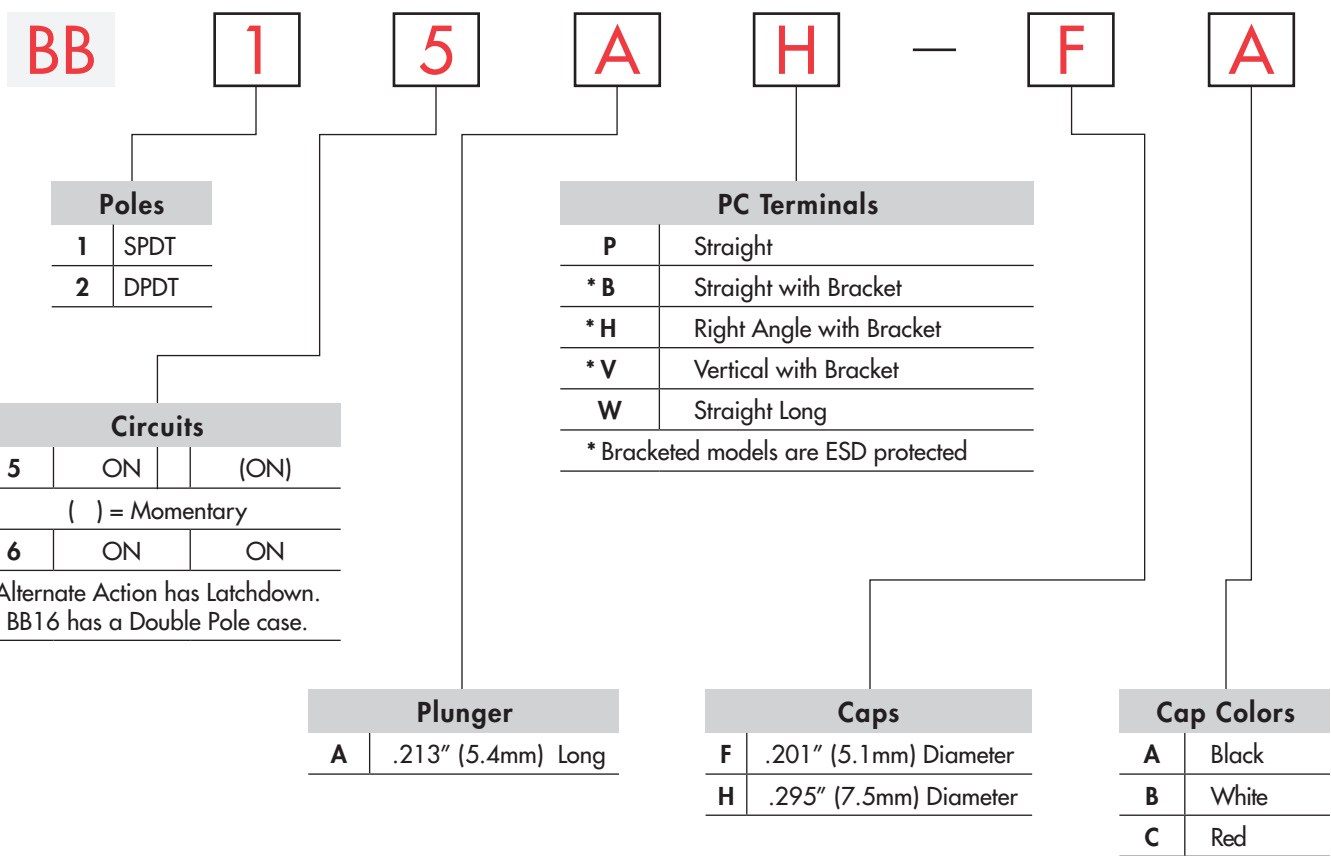 BB 1 5 A H — F A
Poles
1 SPDT
2 DPDT
PC Terminals
P Straight
* B Straight with Bracket
* H Right Angle with Bracket
* V Vertical with Bracket
W Straight Long
* Bracketed models are ESD protected
Circuits
5 ON (ON)
( ) = Momentary
6 ON ON
Alternate Action has Latchdown.
BB16 has a Double Pole case.
Plunger
A .213" (5.4mm) Long
Caps
F .201" (5.1mm) Diameter
H .295" (7.5mm) Diameter
Cap Colors
A Black
B White
C Red